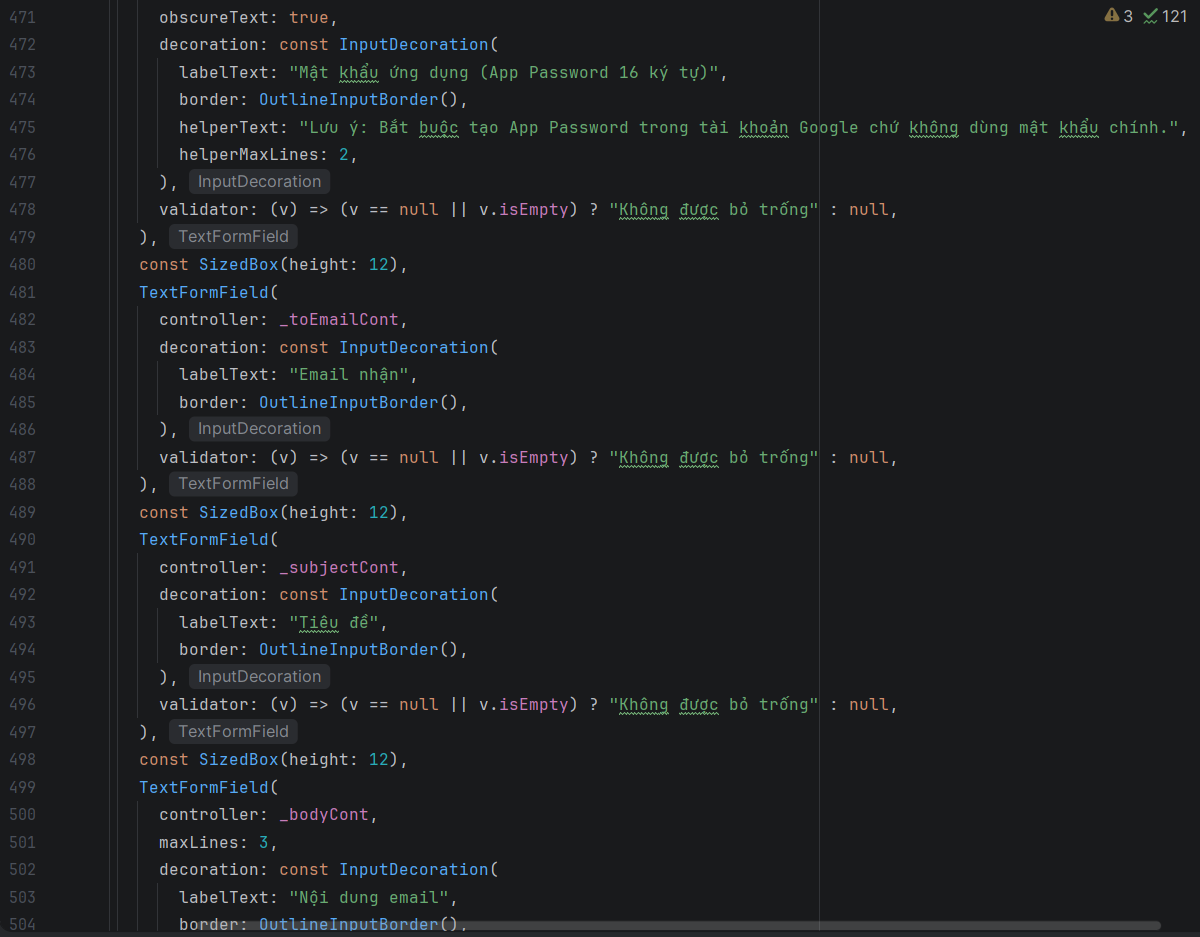 471 obscureText: true, 3 121
472 decoration: const InputDecoration(
473 labelText: "Mật khẩu ứng dụng (App Password 16 ký tự)",
474 border: OutlineInputBorder(),
475 helperText: "Lưu ý: Bắt buộc tạo App Password trong tài khoản Google chứ không dùng mật khẩu chính.",
476 helperMaxLines: 2,
477 ), InputDecoration
478 validator: (v) => (v == null || v.isEmpty) ? "Không được bỏ trống" : null,
479 ), TextFormField
480 const SizedBox(height: 12),
481 TextFormField(
482 controller: _toEmailCont,
483 decoration: const InputDecoration(
484 labelText: "Email nhận",
485 border: OutlineInputBorder(),
486 ), InputDecoration
487 validator: (v) => (v == null || v.isEmpty) ? "Không được bỏ trống" : null,
488 ), TextFormField
489 const SizedBox(height: 12),
490 TextFormField(
491 controller: _subjectCont,
492 decoration: const InputDecoration(
493 labelText: "Tiêu đề",
494 border: OutlineInputBorder(),
495 ), InputDecoration
496 validator: (v) => (v == null || v.isEmpty) ? "Không được bỏ trống" : null,
497 ), TextFormField
498 const SizedBox(height: 12),
499 TextFormField(
500 controller: _bodyCont,
501 maxLines: 3,
502 decoration: const InputDecoration(
503 labelText: "Nội dung email",
504 border: OutlineInputBorder(),